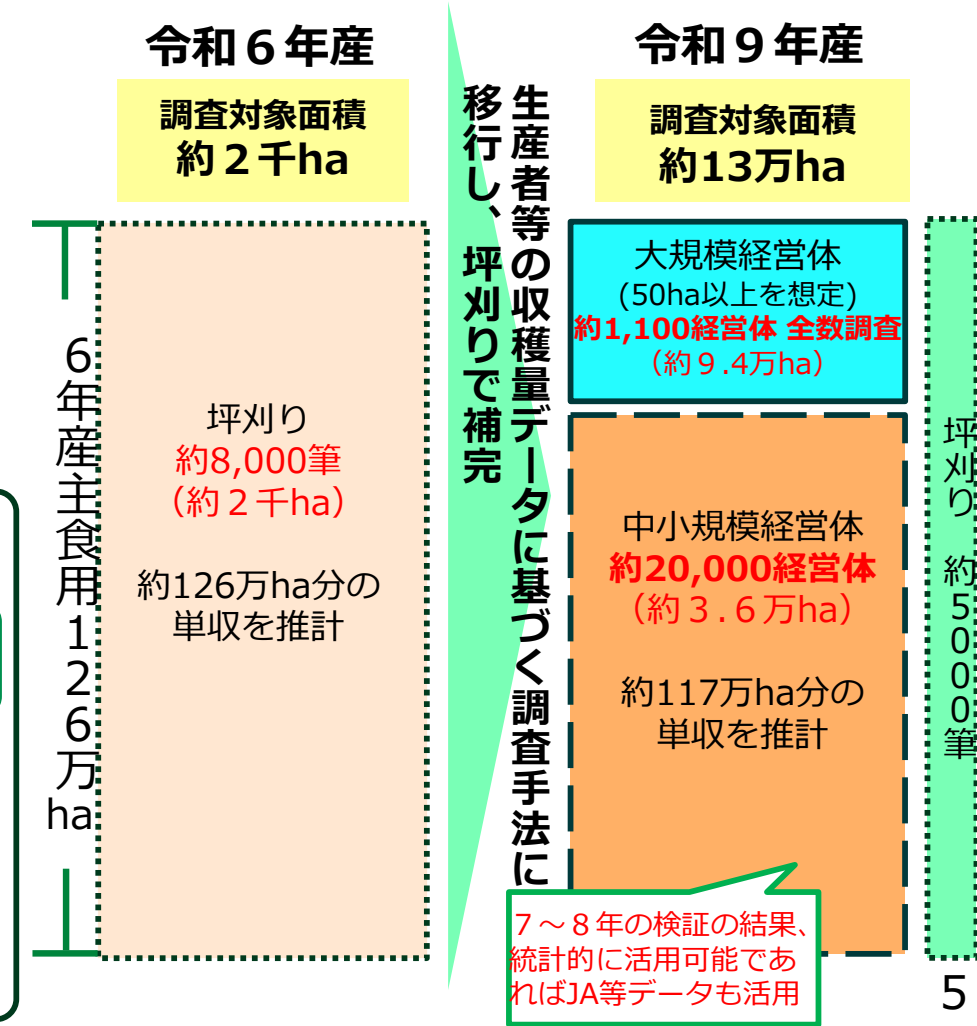 令和６年産
調査対象面積
約２千ha
6年産主食用126万ha
坪刈り
約8,000筆
（約２千ha）
約126万ha分の
単収を推計
生産者等の収穫量データに基づく調査手法に
移行し、坪刈りで補完
令和９年産
調査対象面積
約13万ha
大規模経営体
(50ha以上を想定)
約1,100経営体 全数調査
（約９.4万ha）
中小規模経営体
約20,000経営体
（約３.６万ha）
約117万ha分の
単収を推計
７～８年の検証の結果、
統計的に活用可能であ
ればJA等データも活用
坪刈り　約5000筆
5